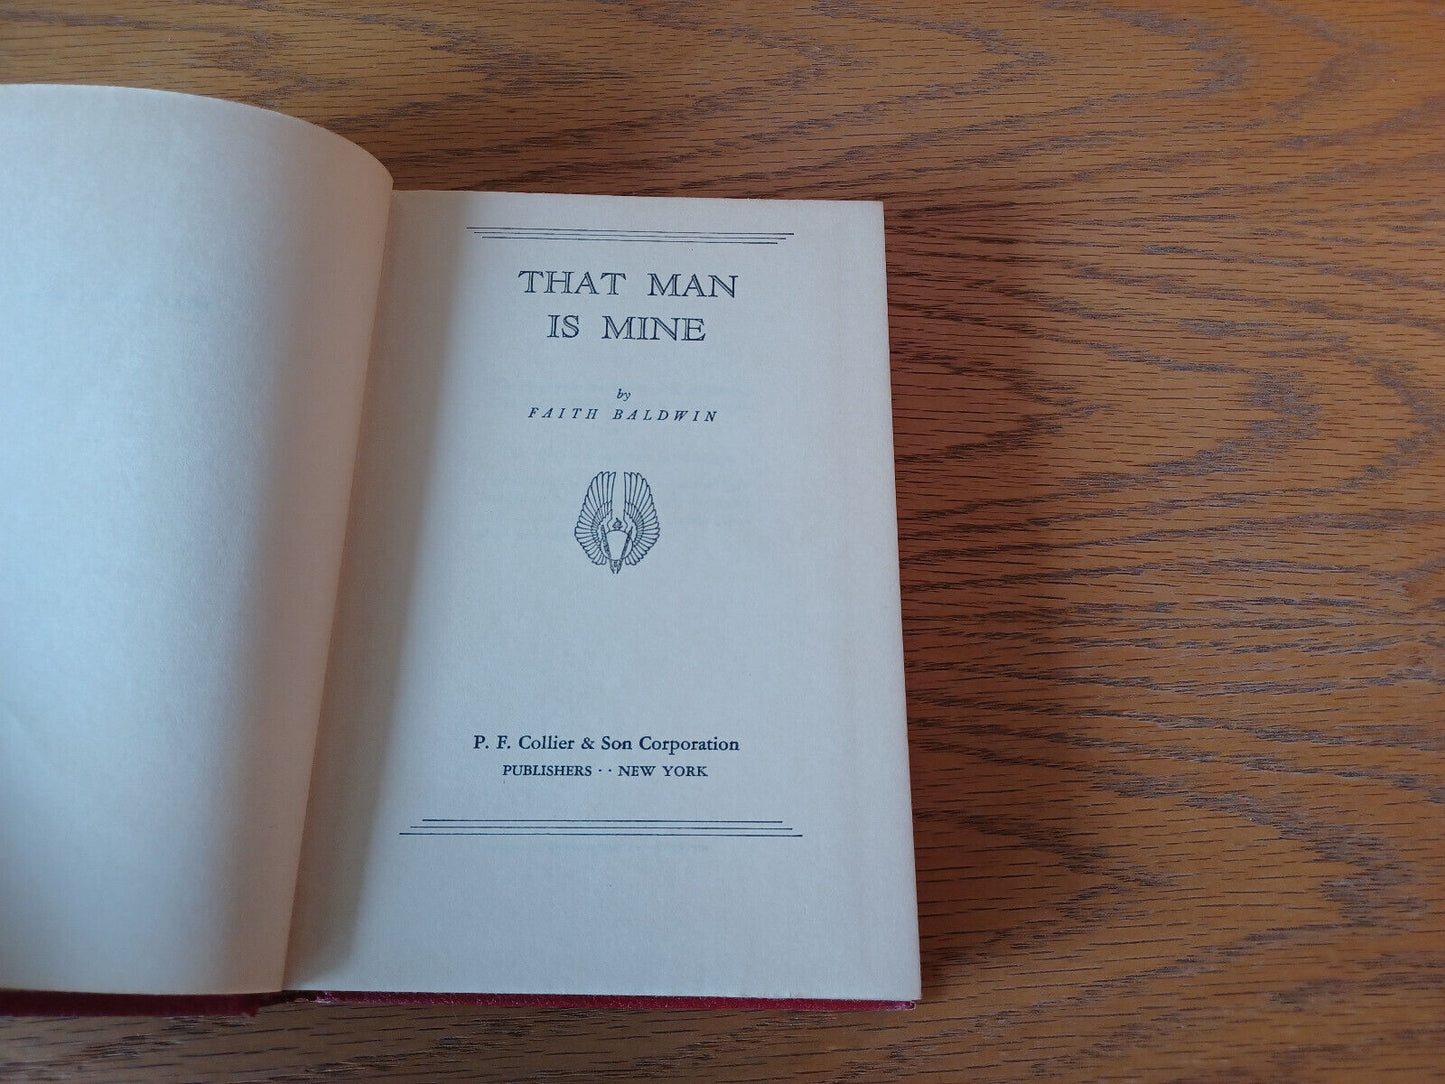 THAT MAN
IS MINE
by
FAITH BALDWIN
P. F. Collier & Son Corporation
PUBLISHERS · · NEW YORK